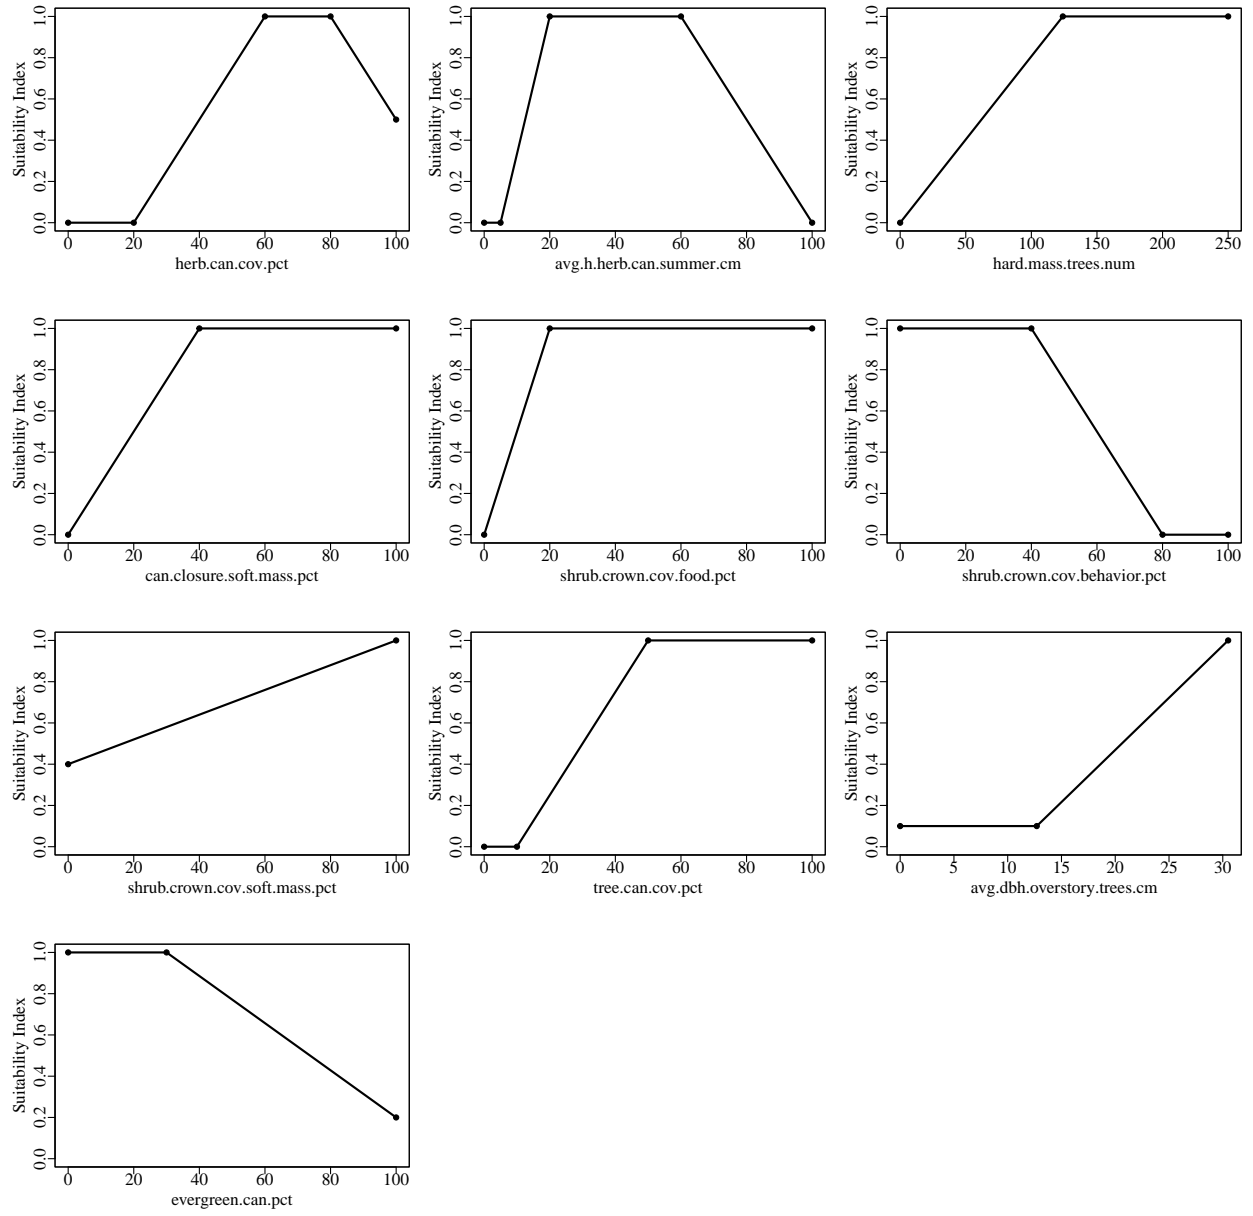 Suitability Index
0.0 0.2 0.4 0.6 0.8 1.0
0 20 40 60 80 100
herb.can.cov.pct
Suitability Index
0.0 0.2 0.4 0.6 0.8 1.0
0 20 40 60 80 100
avg.h.herb.can.summer.cm
Suitability Index
0.0 0.2 0.4 0.6 0.8 1.0
0 50 100 150 200 250
hard.mass.trees.num
Suitability Index
0.0 0.2 0.4 0.6 0.8 1.0
0 20 40 60 80 100
can.closure.soft.mass.pct
Suitability Index
0.0 0.2 0.4 0.6 0.8 1.0
0 20 40 60 80 100
shrub.crown.cov.food.pct
Suitability Index
0.0 0.2 0.4 0.6 0.8 1.0
0 20 40 60 80 100
shrub.crown.cov.behavior.pct
Suitability Index
0.0 0.2 0.4 0.6 0.8 1.0
0 20 40 60 80 100
shrub.crown.cov.soft.mass.pct
Suitability Index
0.0 0.2 0.4 0.6 0.8 1.0
0 20 40 60 80 100
tree.can.cov.pct
Suitability Index
0.0 0.2 0.4 0.6 0.8 1.0
0 5 10 15 20 25 30
avg.dbh.overstory.trees.cm
Suitability Index
0.0 0.2 0.4 0.6 0.8 1.0
0 20 40 60 80 100
evergreen.can.pct